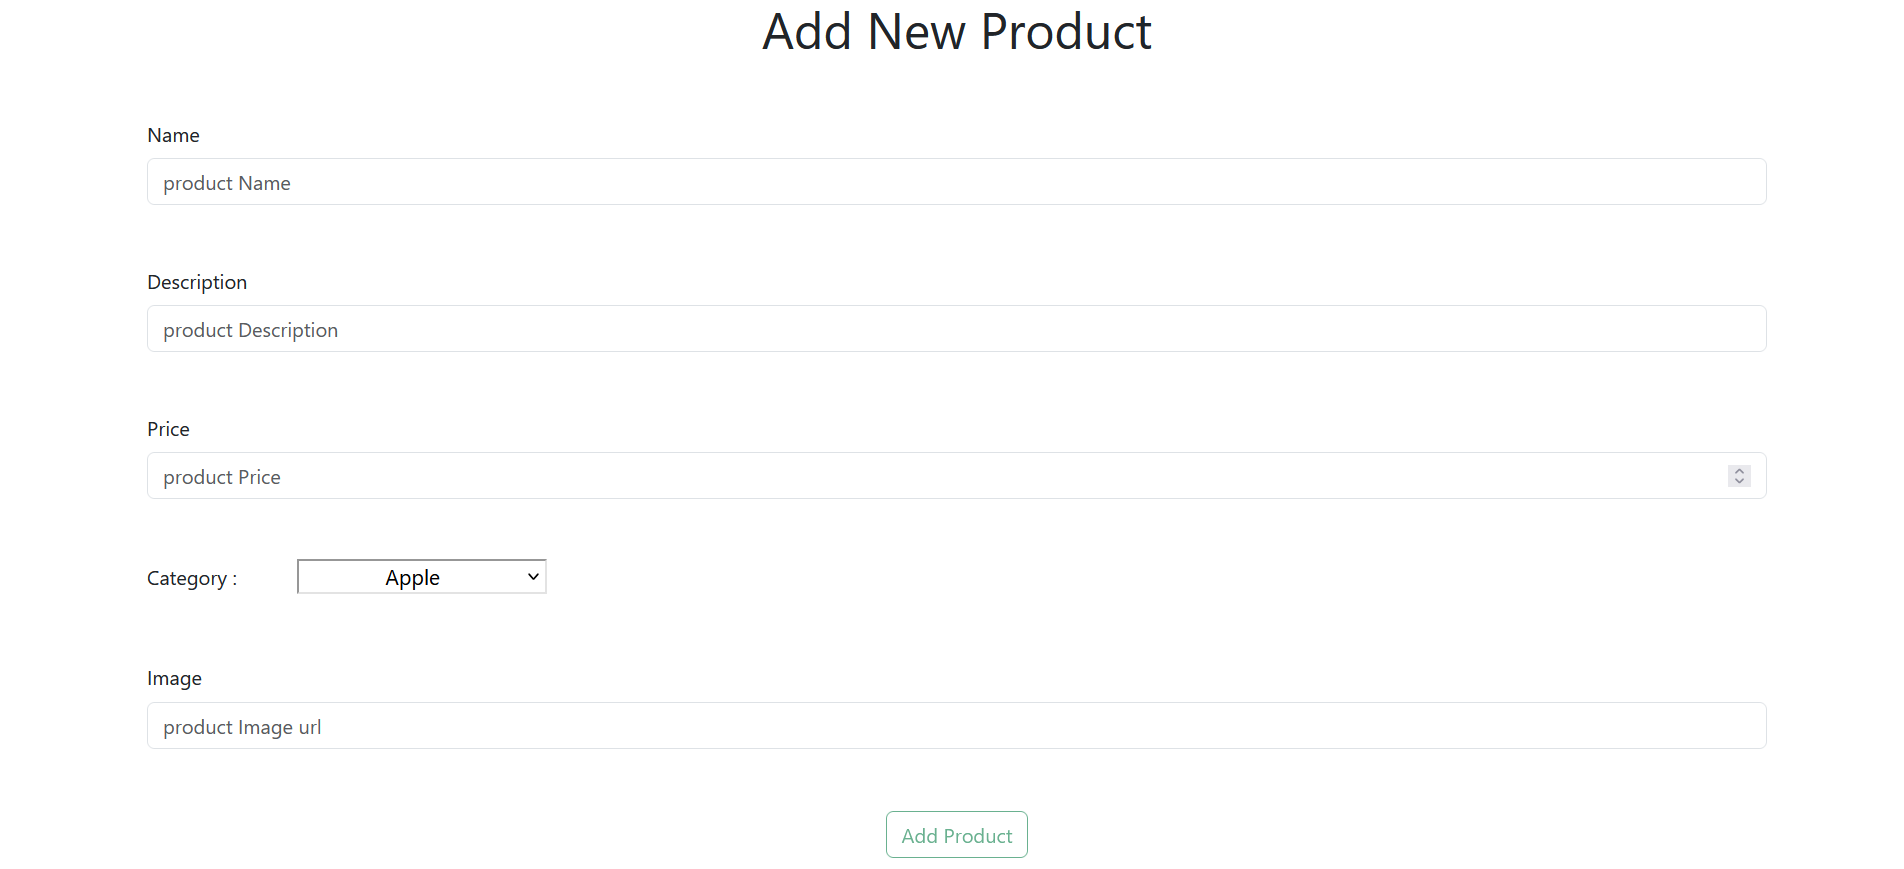 Add New Product
Name
product Name
Description
product Description
Price
product Price
Category :
Apple
Image
product Image url
Add Product